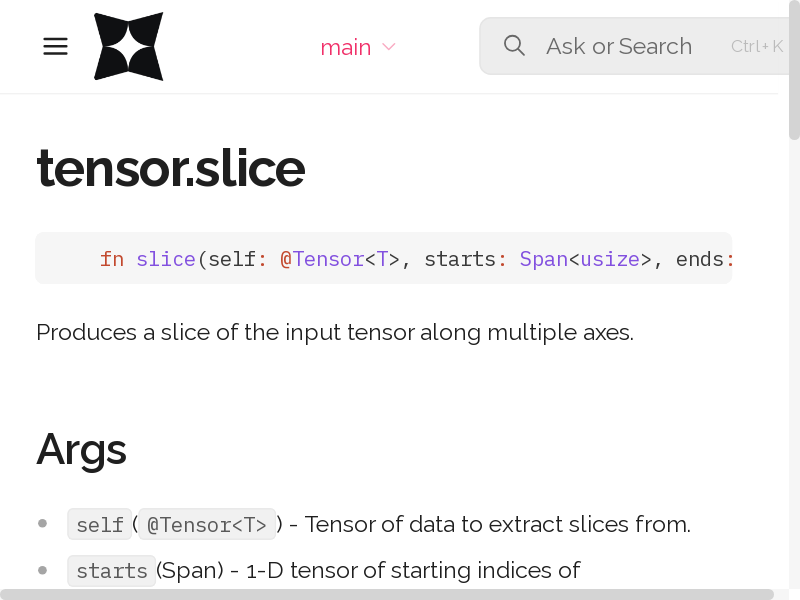 main
Ask or Search
Ctrl+K
tensor.slice
fn slice(self: @Tensor<T>, starts: Span<usize>, ends:
Produces a slice of the input tensor along multiple axes.
Args
self (@Tensor<T>) - Tensor of data to extract slices from.
starts (Span) - 1-D tensor of starting indices of